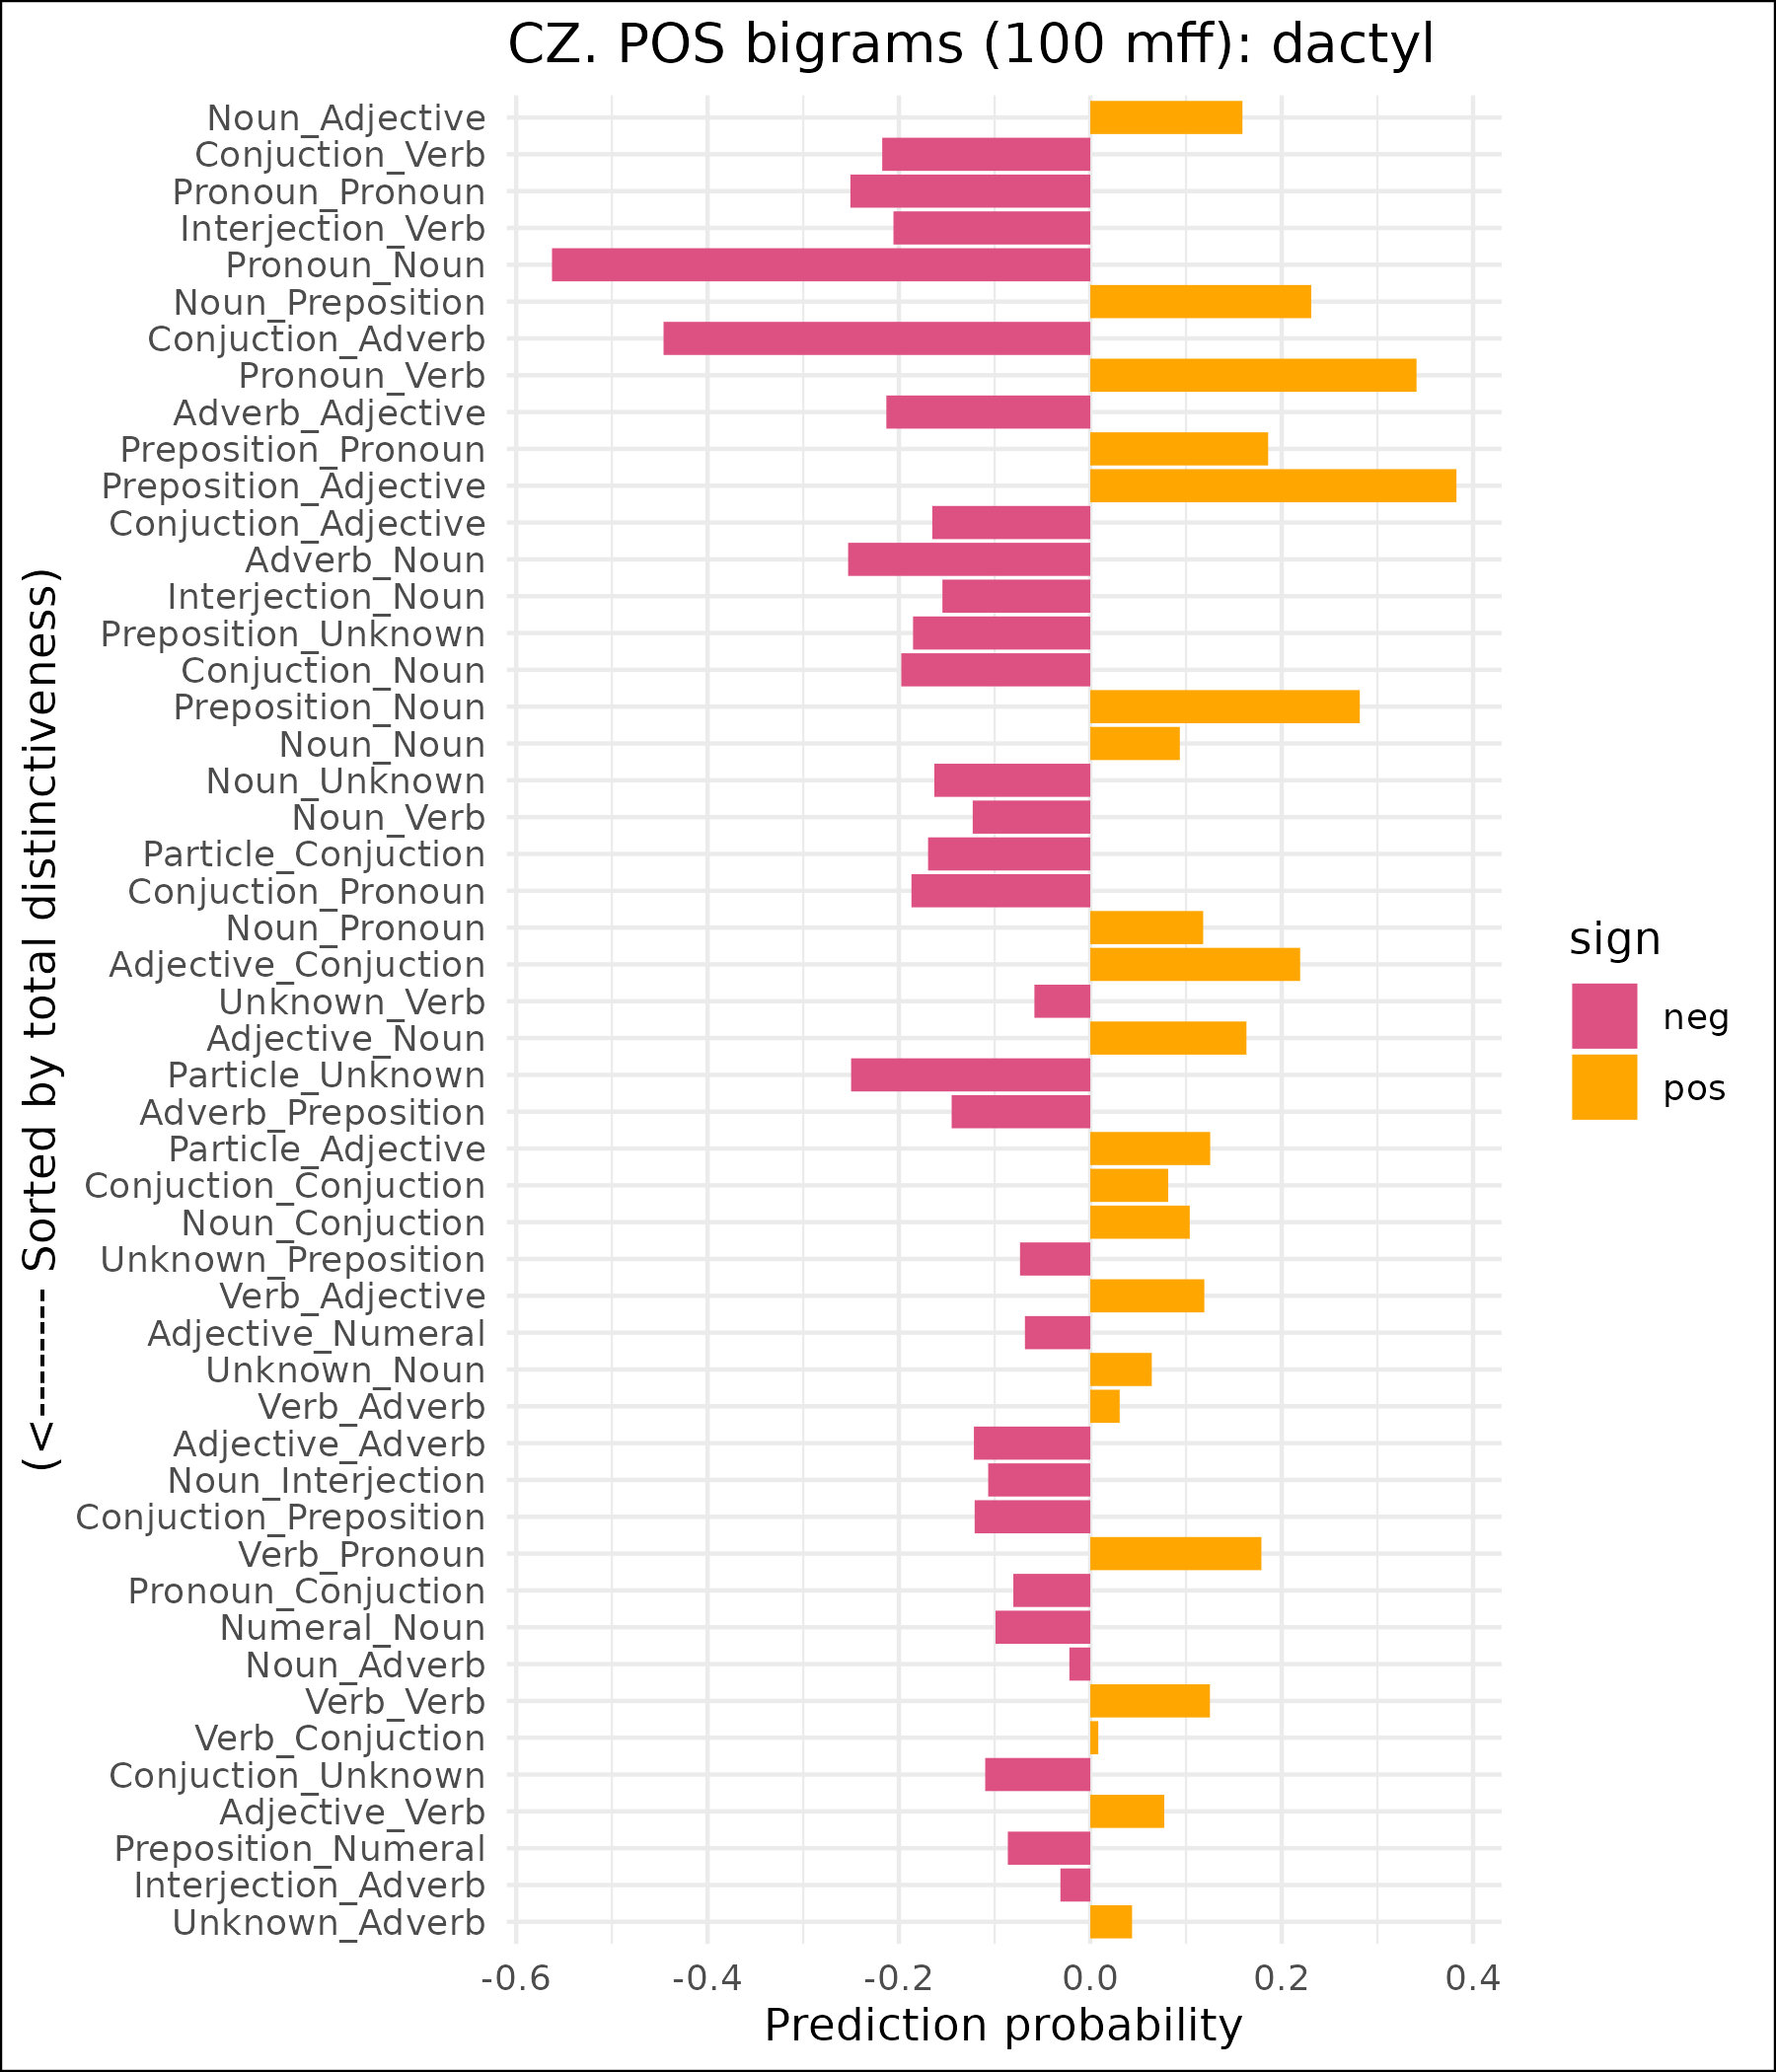 CZ. POS bigrams (100 mff): dactyl
Noun_Adjective
Conjuction_Verb
Pronoun_Pronoun
Interjection_Verb
Pronoun_Noun
Noun_Preposition
Conjuction_Adverb
Pronoun_Verb
Adverb_Adjective
Preposition_Pronoun
Preposition_Adjective
Conjuction_Adjective
Adverb_Noun
Interjection_Noun
Preposition_Unknown
Conjuction_Noun
Preposition_Noun
Noun_Noun
Noun_Unknown
Noun_Verb
Particle_Conjuction
Conjuction_Pronoun
Noun_Pronoun
Adjective_Conjuction
Unknown_Verb
Adjective_Noun
Particle_Unknown
Adverb_Preposition
Particle_Adjective
Conjuction_Conjuction
Noun_Conjuction
Unknown_Preposition
Verb_Adjective
Adjective_Numeral
Unknown_Noun
Verb_Adverb
Adjective_Adverb
Noun_Interjection
Conjuction_Preposition
Verb_Pronoun
Pronoun_Conjuction
Numeral_Noun
Noun_Adverb
Verb_Verb
Verb_Conjuction
Conjuction_Unknown
Adjective_Verb
Preposition_Numeral
Interjection_Adverb
Unknown_Adverb
(<--------- Sorted by total distinctiveness)
-0.6 -0.4 -0.2 0.0 0.2 0.4
Prediction probability
sign
neg
pos